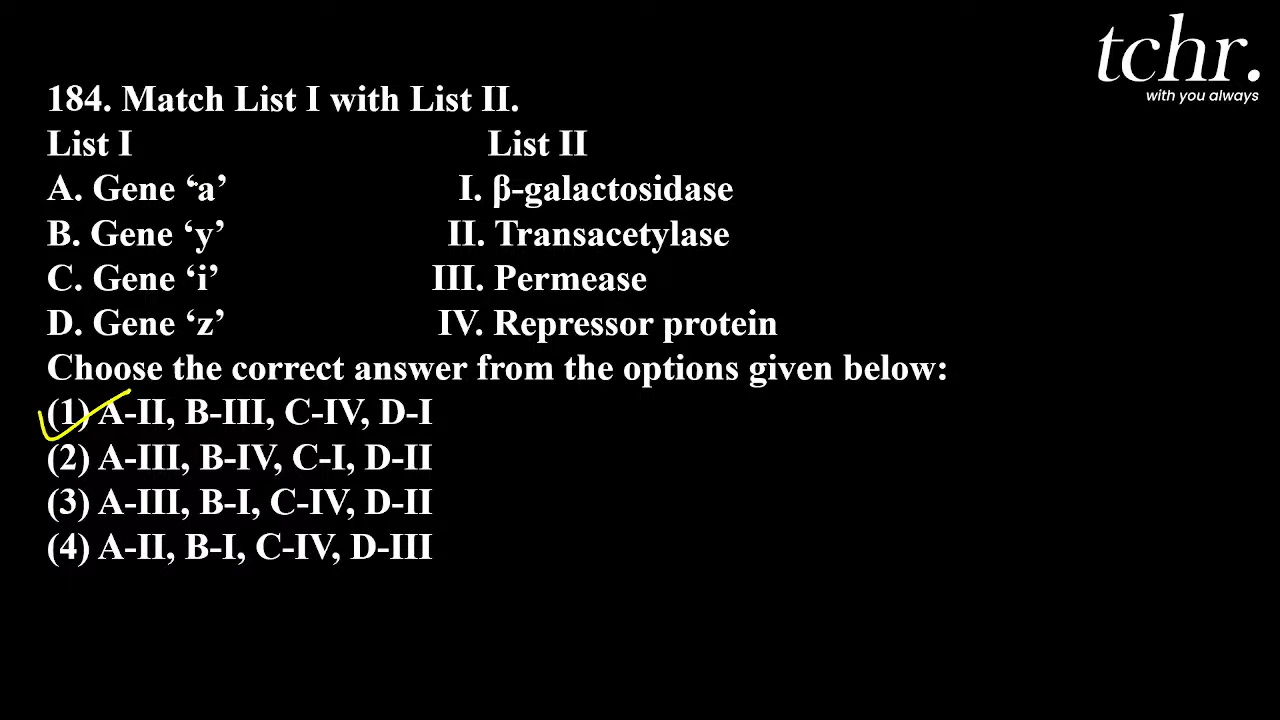 tchr.
with you always
184. Match List I with List II.
List I List II
A. Gene ‘a’ I. β-galactosidase
B. Gene ‘y’ II. Transacetylase
C. Gene ‘i’ III. Permease
D. Gene ‘z’ IV. Repressor protein
Choose the correct answer from the options given below:
(1) A-II, B-III, C-IV, D-I
(2) A-III, B-IV, C-I, D-II
(3) A-III, B-I, C-IV, D-II
(4) A-II, B-I, C-IV, D-III